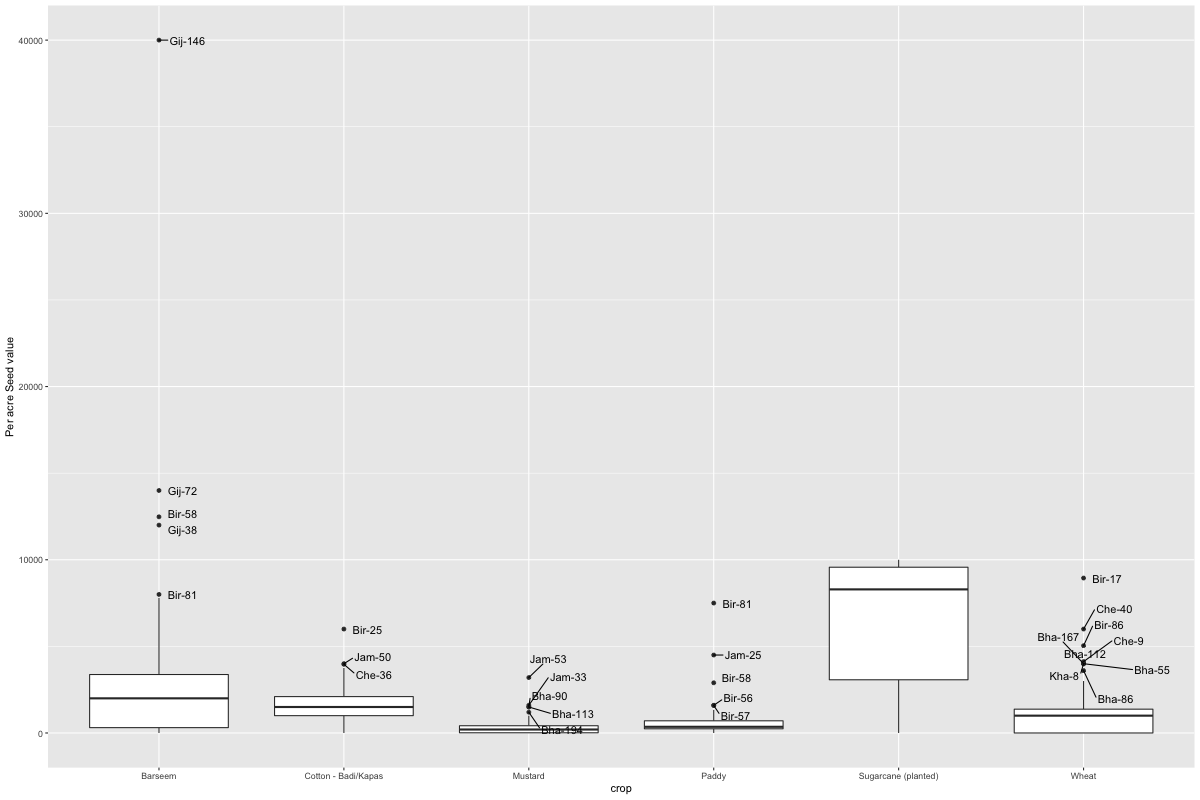 40000
Gij-146
30000
Per acre Seed value
20000
Gij-72
Bir-58
Gij-38
10000
Bir-81
Bir-25
Jam-50
Che-36
Jam-53
Jam-33
Bha-90
Bha-113
Bha-194
Bir-81
Jam-25
Bir-58
Bir-56
Bir-57
Bir-17
Che-40
Bir-86
Bha-167
Che-9
Bha-112
Bha-55
Kha-8
Bha-86
0
Barseem
Cotton - Badi/Kapas
Mustard
Paddy
Sugarcane (planted)
Wheat
crop